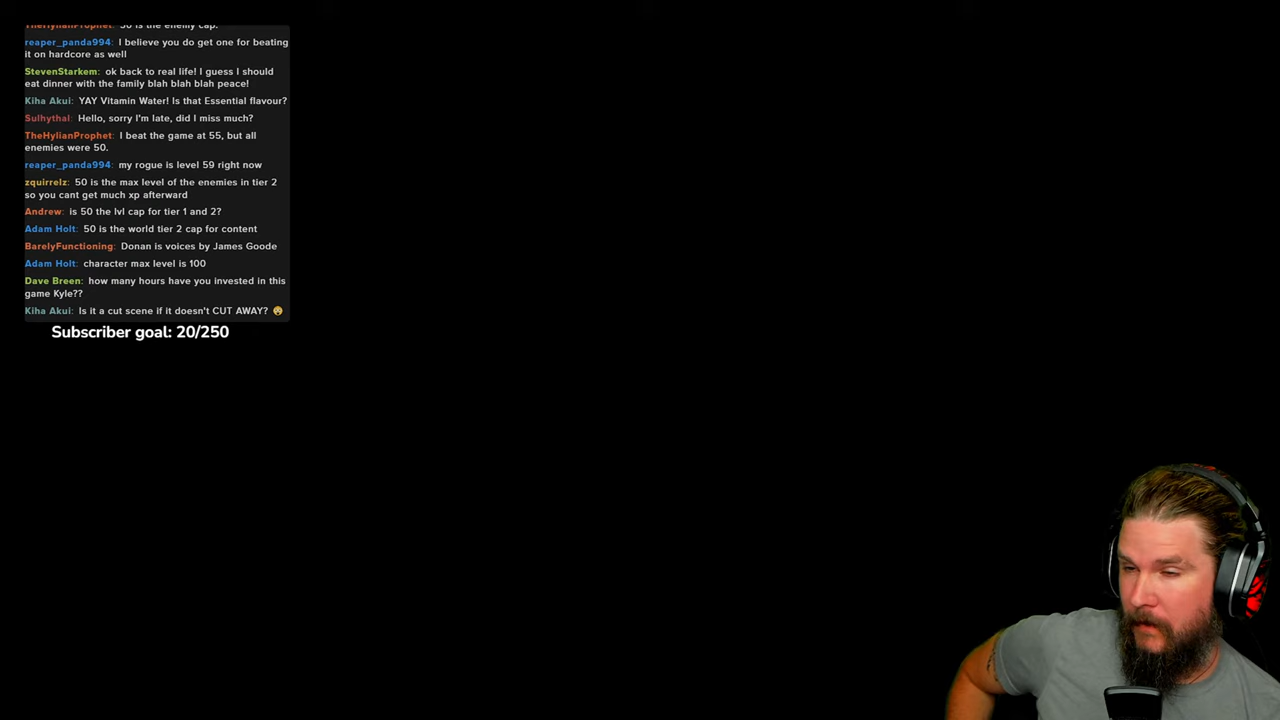 TheHylianProphet: 50 is the enemy cap.
reaper_panda994: I believe you do get one for beating
it on hardcore as well
StevenStarkem: ok back to real life! I guess I should
eat dinner with the family blah blah blah peace!
Kiha Akui: YAY Vitamin Water! Is that Essential flavour?
Sulhythal: Hello, sorry I'm late, did I miss much?
TheHylianProphet: I beat the game at 55, but all
enemies were 50.
reaper_panda994: my rogue is level 59 right now
zquirrelz: 50 is the max level of the enemies in tier 2
so you cant get much xp afterward
Andrew: is 50 the lvl cap for tier 1 and 2?
Adam Holt: 50 is the world tier 2 cap for content
BarelyFunctioning: Donan is voices by James Goode
Adam Holt: character max level is 100
Dave Breen: how many hours have you invested in this
game Kyle??
Kiha Akui: Is it a cut scene if it doesn't CUT AWAY? 😮
Subscriber goal: 20/250